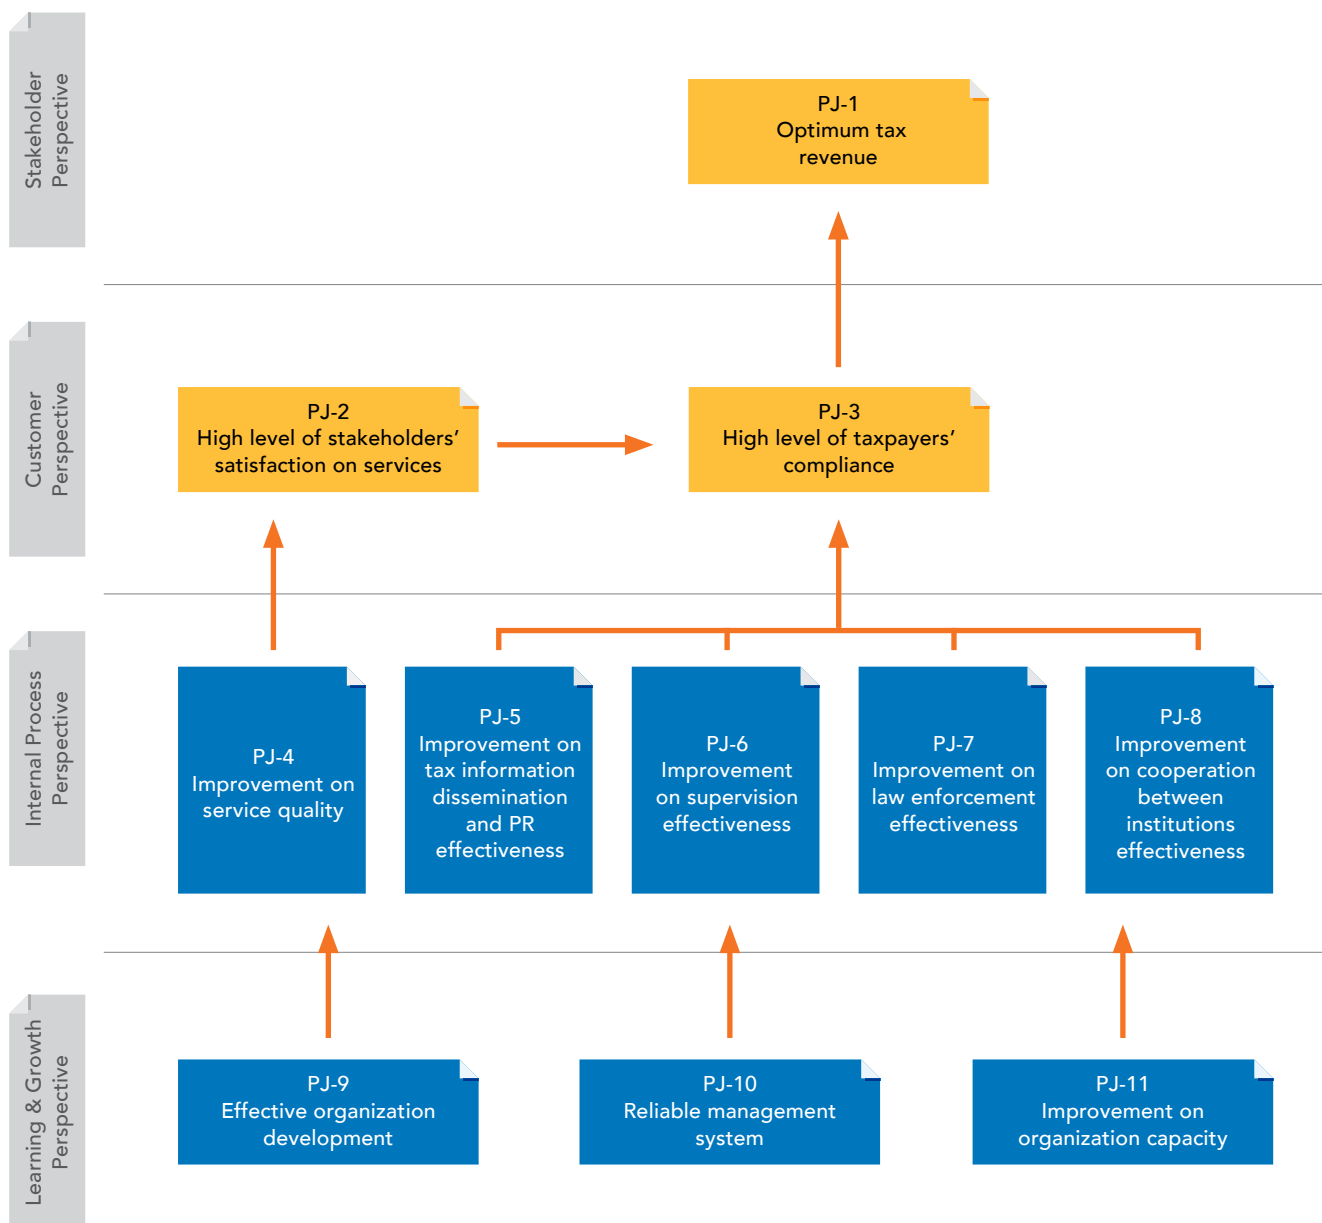 Stakeholder
Perspective
PJ-1
Optimum tax
revenue
Customer
Perspective
PJ-2
High level of stakeholders’
satisfaction on services
PJ-3
High level of taxpayers’
compliance
Internal Process
Perspective
PJ-4
Improvement on
service quality
PJ-5
Improvement on
tax information
dissemination
and PR
effectiveness
PJ-6
Improvement
on supervision
effectiveness
PJ-7
Improvement on
law enforcement
effectiveness
PJ-8
Improvement
on cooperation
between
institutions
effectiveness
Learning & Growth
Perspective
PJ-9
Effective organization
development
PJ-10
Reliable management
system
PJ-11
Improvement on
organization capacity